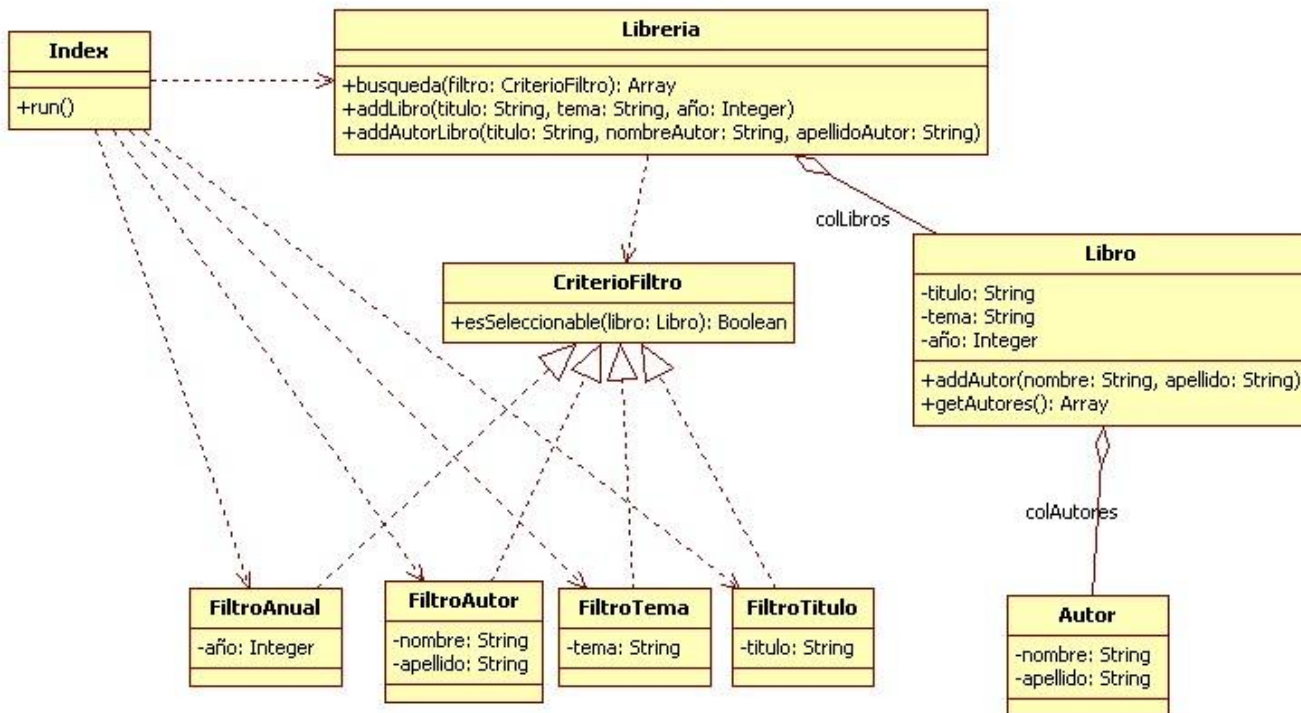 Index
+run()
Libreria
+busqueda(filtro: CriterioFiltro): Array
+addLibro(titulo: String, tema: String, año: Integer)
+addAutorLibro(titulo: String, nombreAutor: String, apellidoAutor: String)
colLibros
Libro
-titulo: String
-tema: String
-año: Integer
+addAutor(nombre: String, apellido: String)
+getAutores(): Array
CriterioFiltro
+esSeleccionable(libro: Libro): Boolean
colAutores
FiltroAnual
-año: Integer
FiltroAutor
-nombre: String
-apellido: String
FiltroTema
-tema: String
FiltroTitulo
-titulo: String
Autor
-nombre: String
-apellido: String